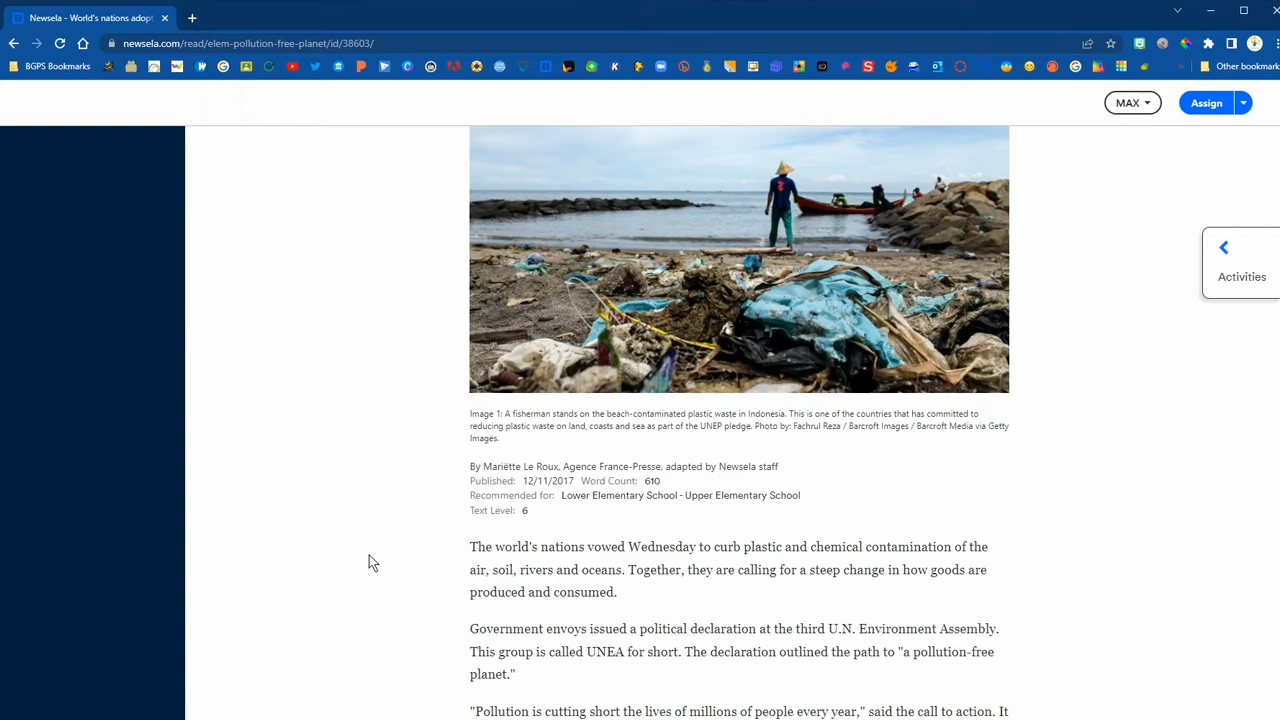 Newsela - World's nations adopt
newsela.com/read/elem-pollution-free-planet/id/38603/
BGPS Bookmarks
Other bookmark
MAX
Assign
Activities
Image 1: A fisherman stands on the beach-contaminated plastic waste in Indonesia. This is one of the countries that has committed to
reducing plastic waste on land, coasts and sea as part of the UNEP pledge. Photo by: Fachrul Reza / Barcroft Images / Barcroft Media via Getty
Images.
By Mariëtte Le Roux, Agence France-Presse, adapted by Newsela staff
Published: 12/11/2017 Word Count: 610
Recommended for: Lower Elementary School - Upper Elementary School
Text Level: 6
The world's nations vowed Wednesday to curb plastic and chemical contamination of the
air, soil, rivers and oceans. Together, they are calling for a steep change in how goods are
produced and consumed.
Government envoys issued a political declaration at the third U.N. Environment Assembly.
This group is called UNEA for short. The declaration outlined the path to "a pollution-free
planet."
"Pollution is cutting short the lives of millions of people every year," said the call to action. It